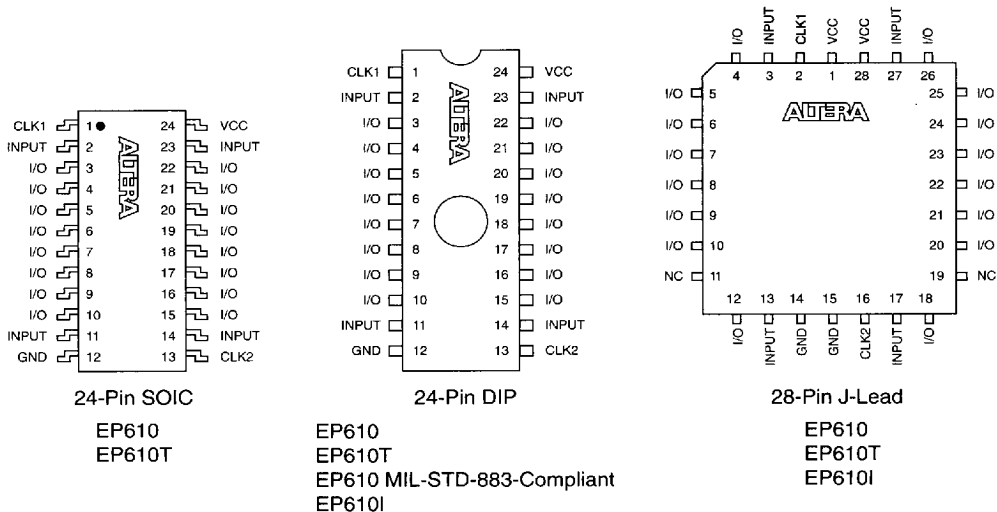 CLK1 1 24 VCC
INPUT 2 23 INPUT
I/O 3 22 I/O
I/O 4 21 I/O
I/O 5 20 I/O
I/O 6 19 I/O
I/O 7 18 I/O
I/O 8 17 I/O
I/O 9 16 I/O
I/O 10 15 I/O
INPUT 11 14 INPUT
GND 12 13 CLK2
ALTERA
24-Pin SOIC
EP610
EP610T
CLK1 1 24 VCC
INPUT 2 23 INPUT
I/O 3 22 I/O
I/O 4 21 I/O
I/O 5 20 I/O
I/O 6 19 I/O
I/O 7 18 I/O
I/O 8 17 I/O
I/O 9 16 I/O
I/O 10 15 I/O
INPUT 11 14 INPUT
GND 12 13 CLK2
ALTERA
24-Pin DIP
EP610
EP610T
EP610 MIL-STD-883-Compliant
EP610I
I/O INPUT CLK1 VCC VCC INPUT I/O
4 3 2 1 28 27 26
ALTERA
I/O 5 25 I/O
I/O 6 24 I/O
I/O 7 23 I/O
I/O 8 22 I/O
I/O 9 21 I/O
I/O 10 20 I/O
NC 11 19 NC
12 13 14 15 16 17 18
I/O INPUT GND GND CLK2 INPUT I/O
28-Pin J-Lead
EP610
EP610T
EP610I